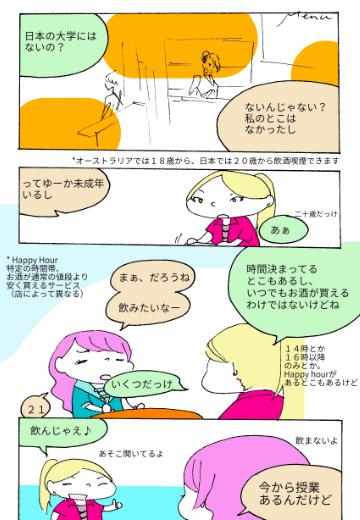 Menu
日本の大学には
ないの？
ないんじゃない？
私のとこは
なかったし
*オーストラリアでは１８歳から、日本では２０歳から飲酒喫煙できます
ってゆーか未成年
いるし
二十歳だっけ
あぁ
* Happy Hour
特定の時間帯、
お酒が通常の値段より
安く買えるサービス
（店によって異なる）
まぁ、だろうね
飲みたいなー
時間決まってる
とこもあるし、
いつでもお酒が買える
わけではないけどね
１４時とか
１６時以降
のみとか。
Happy hourが
あるとこもあるけど
いくつだっけ
２１
飲んじゃえ♪
あそこ開いてるよ
飲まないよ
今から授業
あるんだけど